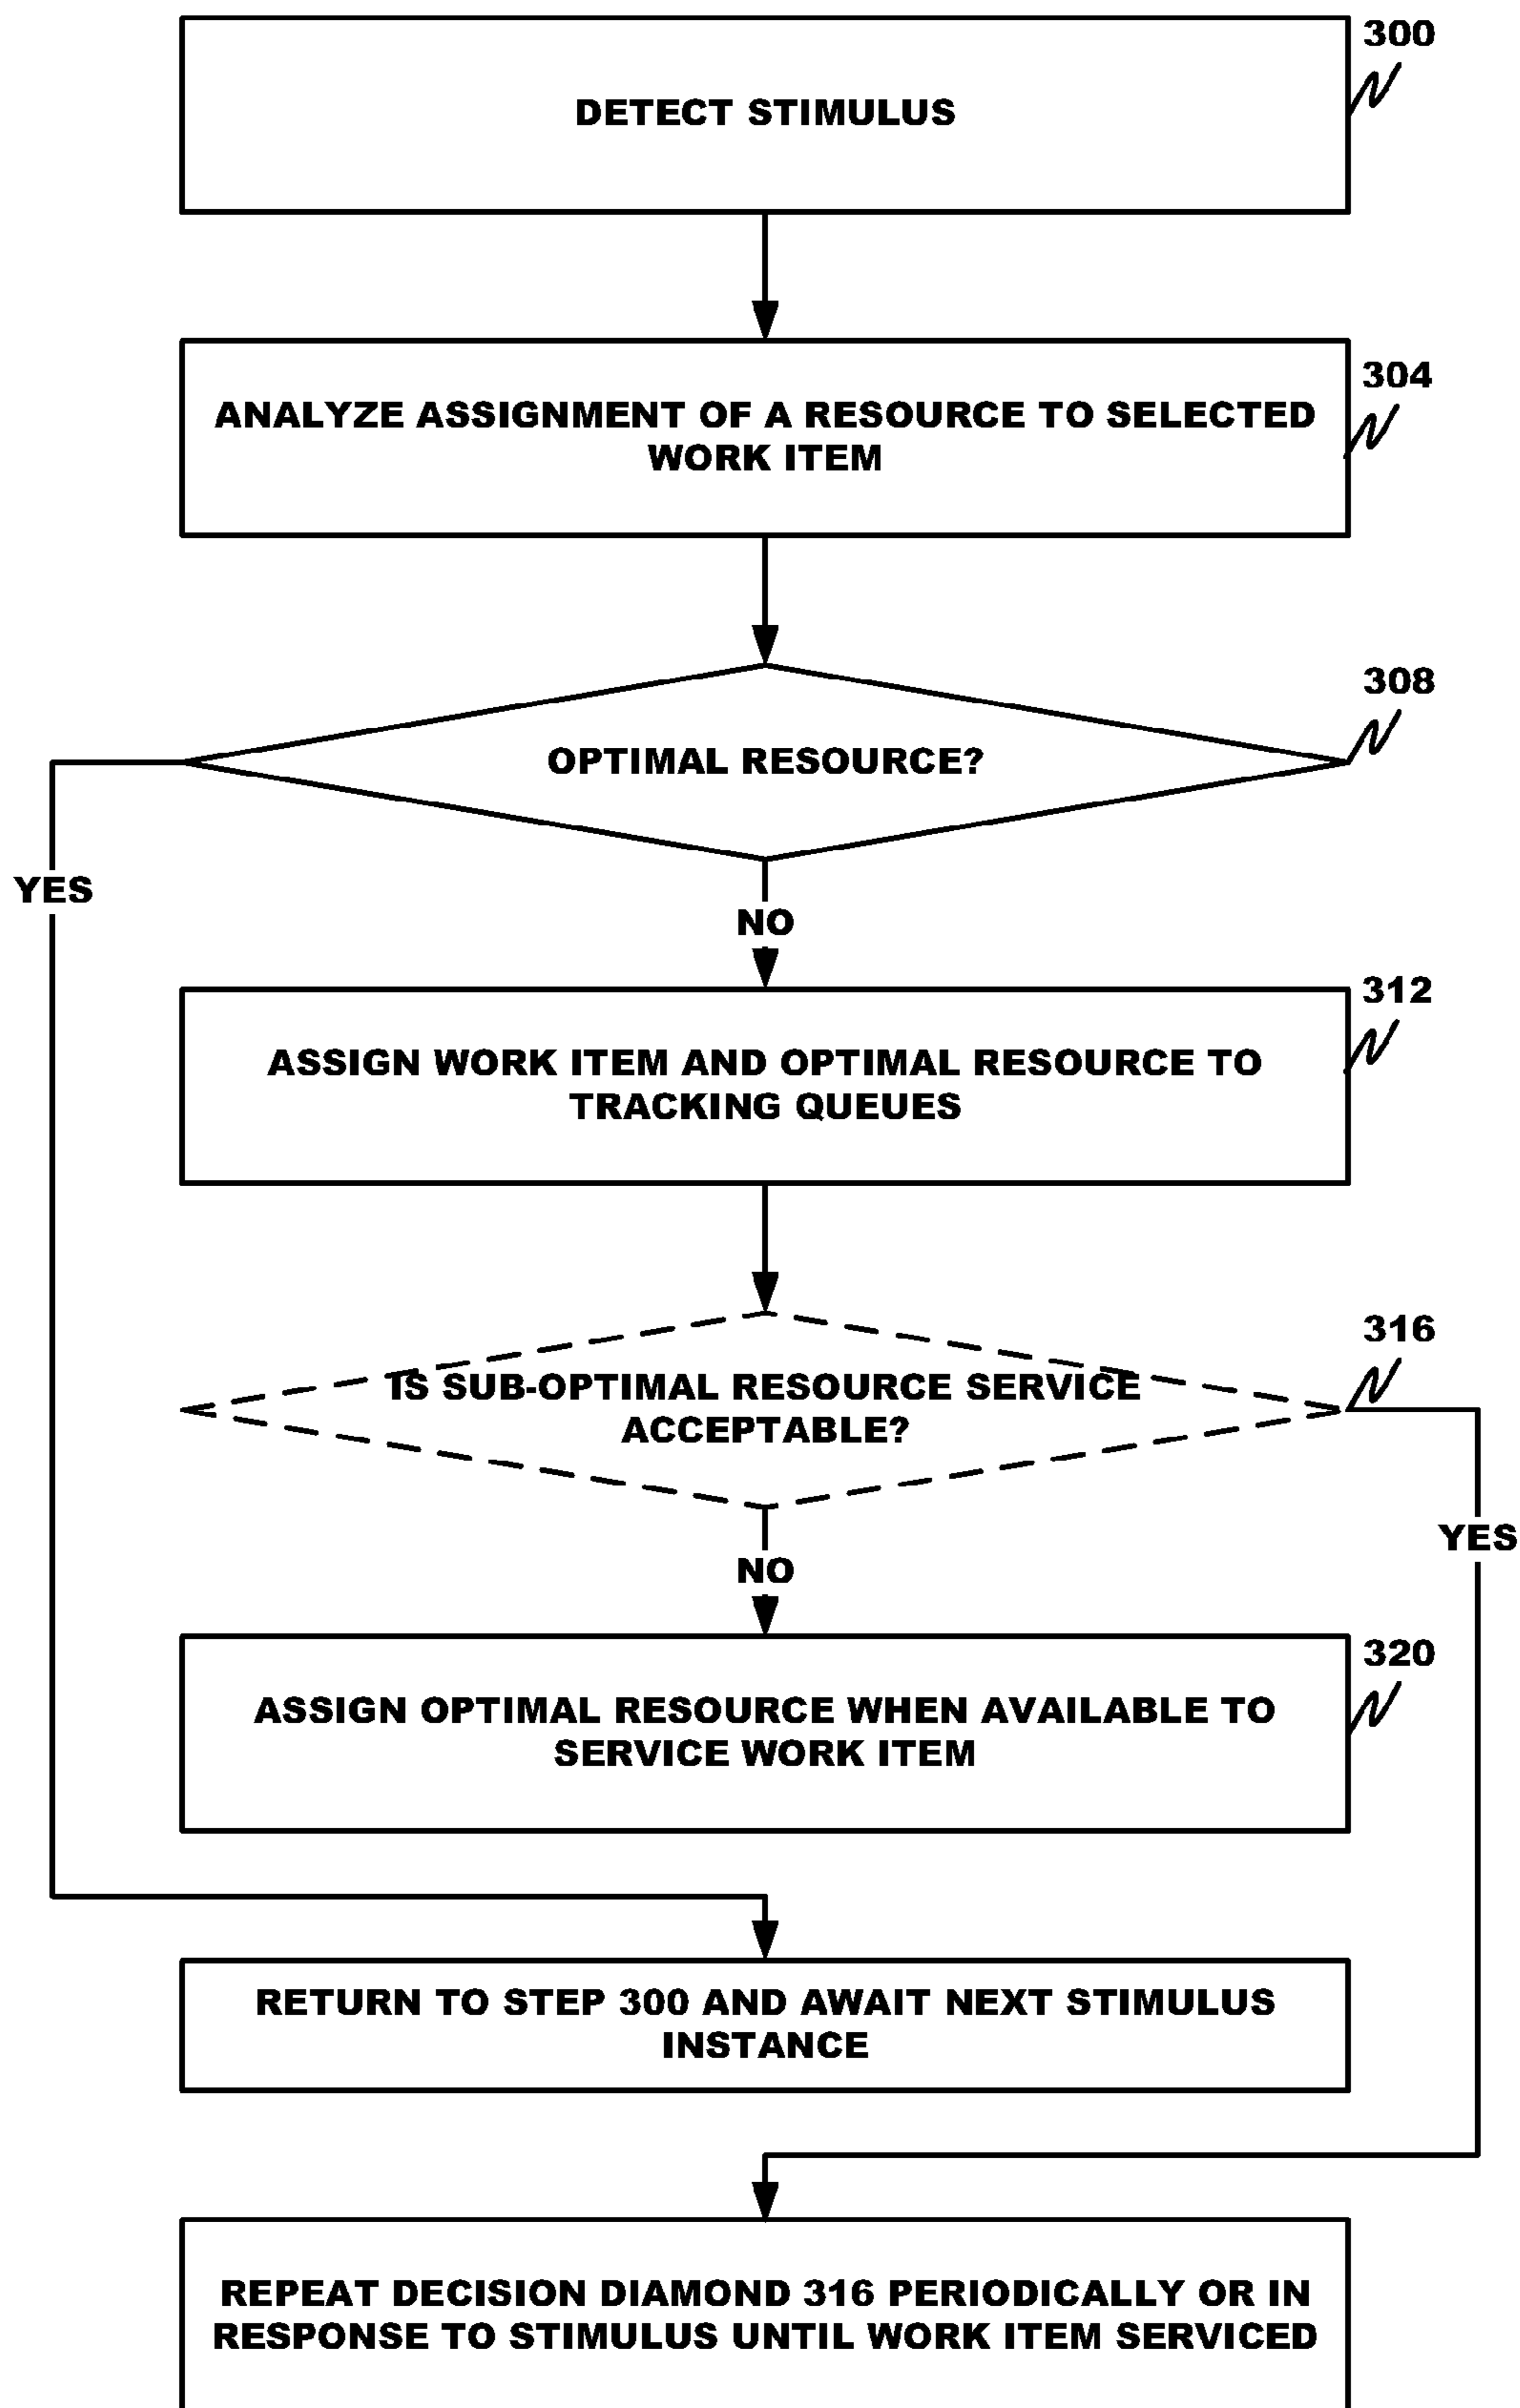 300
DETECT STIMULUS
304
ANALYZE ASSIGNMENT OF A RESOURCE TO SELECTED
WORK ITEM
308
OPTIMAL RESOURCE?
YES
NO
312
ASSIGN WORK ITEM AND OPTIMAL RESOURCE TO
TRACKING QUEUES
316
IS SUB-OPTIMAL RESOURCE SERVICE
ACCEPTABLE?
YES
NO
320
ASSIGN OPTIMAL RESOURCE WHEN AVAILABLE TO
SERVICE WORK ITEM
RETURN TO STEP 300 AND AWAIT NEXT STIMULUS
INSTANCE
REPEAT DECISION DIAMOND 316 PERIODICALLY OR IN
RESPONSE TO STIMULUS UNTIL WORK ITEM SERVICED